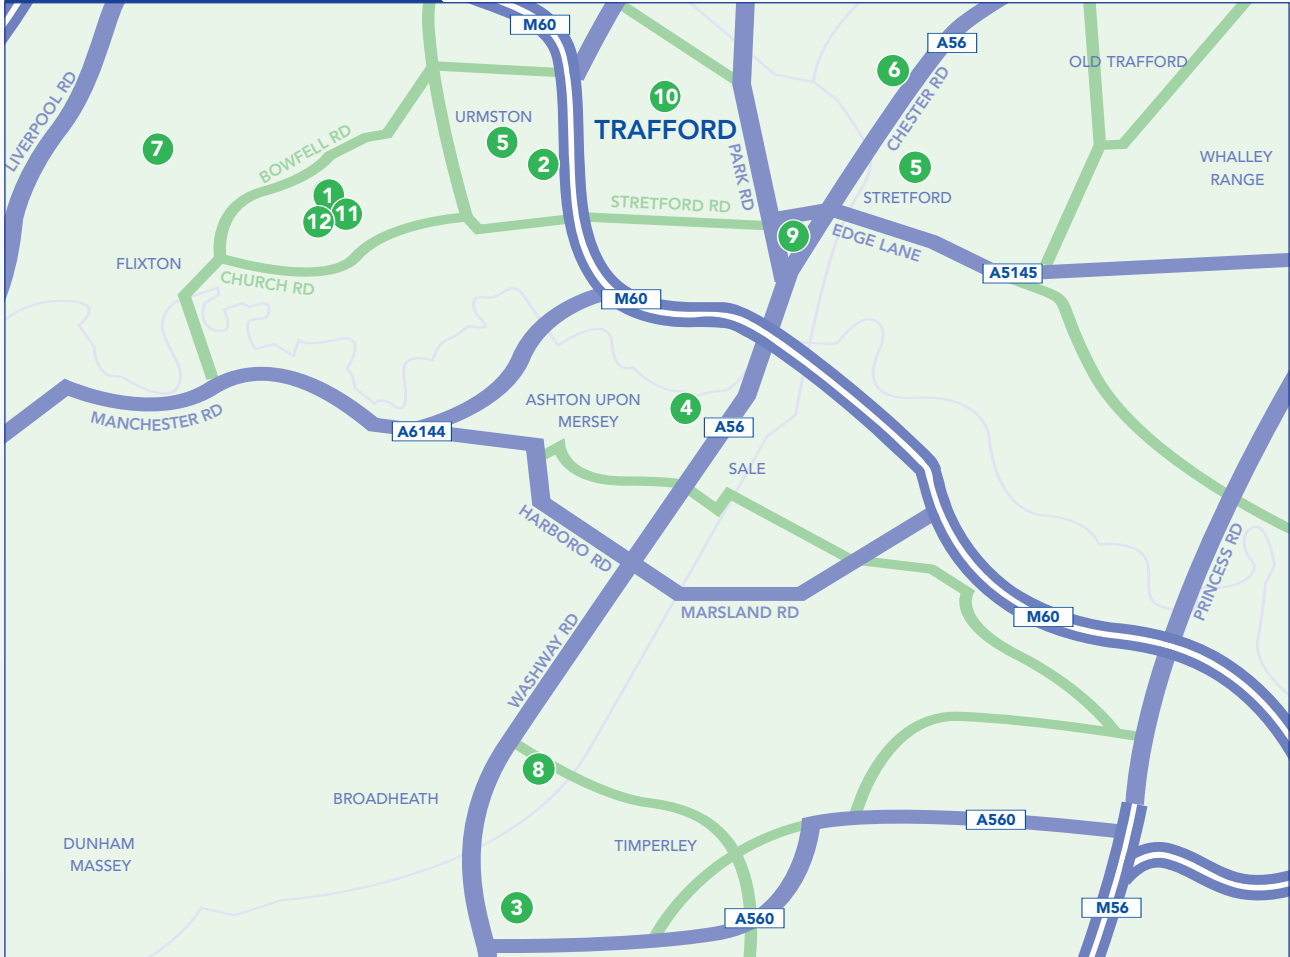 M60
A56
LIVERPOOL RD
6
OLD TRAFFORD
10
CHESTER RD
URMSTON
TRAFFORD
7
BOWFELL RD
5
2
PARK RD
5
WHALLEY
RANGE
1
STRETFORD
12
11
STRETFORD RD
9
EDGE LANE
FLIXTON
CHURCH RD
A5145
M60
ASHTON UPON
MERSEY
4
MANCHESTER RD
A6144
A56
SALE
HARBORO RD
PRINCESS RD
MARSLAND RD
M60
WASHWAY RD
8
BROADHEATH
A560
DUNHAM
MASSEY
TIMPERLEY
3
A560
M56